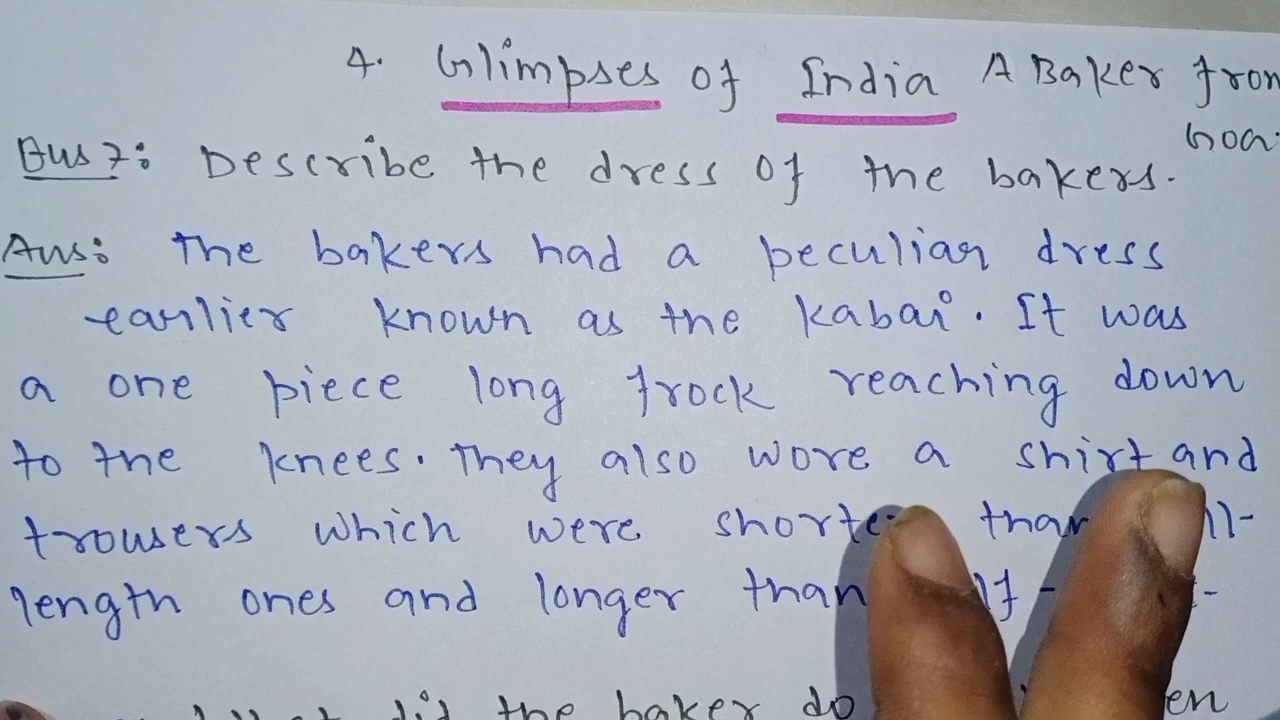 4. Glimpses of India A Baker from
Goa.
Qus 7: Describe the dress of the bakers.
Ans: The bakers had a peculiar dress
earlier known as the kabai. It was
a one piece long frock reaching down
to the knees. They also wore a shirt and
trousers which were shorter than
length ones and longer than
did the baker do